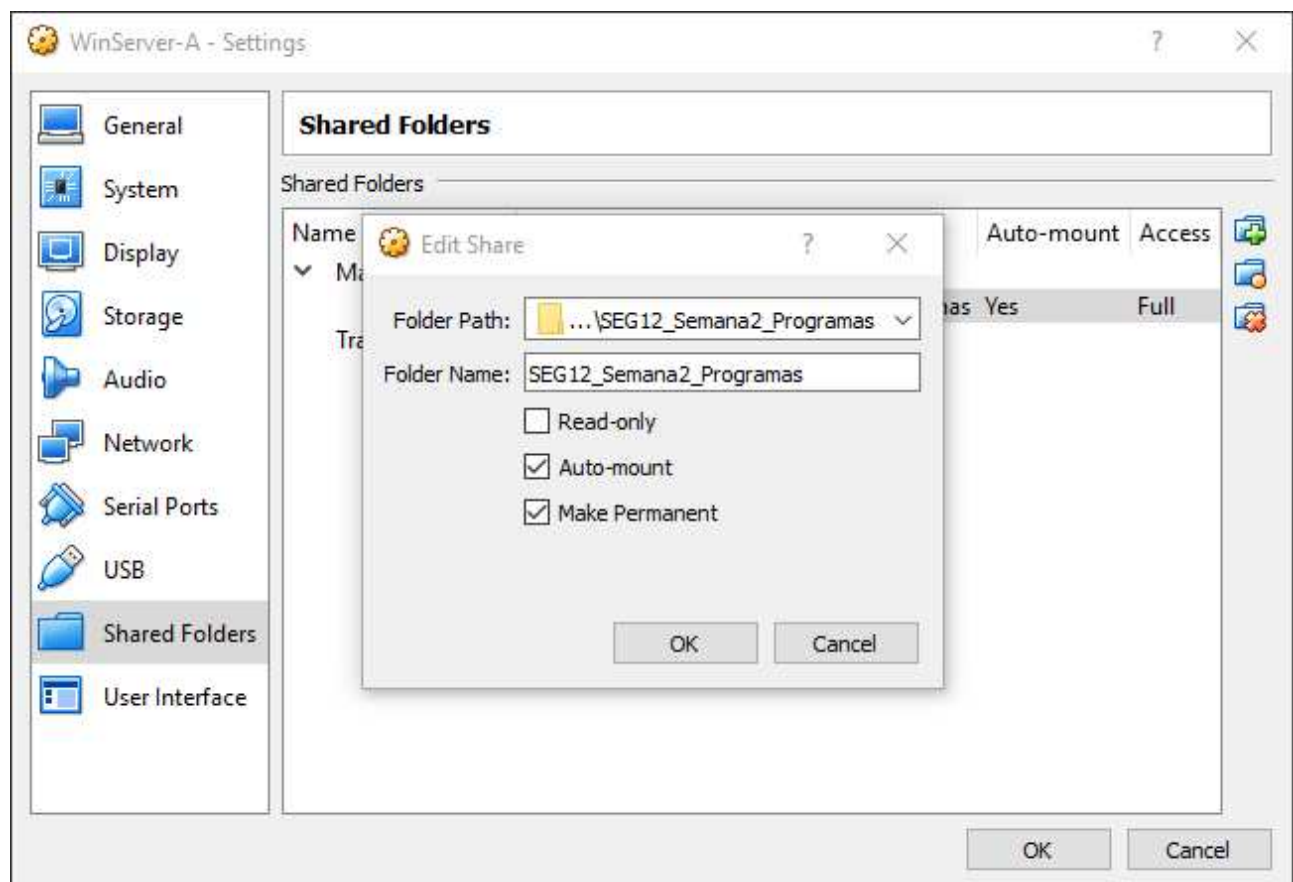 WinServer-A - Settings
General
System
Display
Storage
Audio
Network
Serial Ports
USB
Shared Folders
User Interface
Shared Folders
Shared Folders
Name
Auto-mount
Access
Ma
as Yes
Full
Tra
Edit Share
Folder Path:
...\SEG12_Semana2_Programas
Folder Name:
SEG12_Semana2_Programas
Read-only
Auto-mount
Make Permanent
OK
Cancel
OK
Cancel